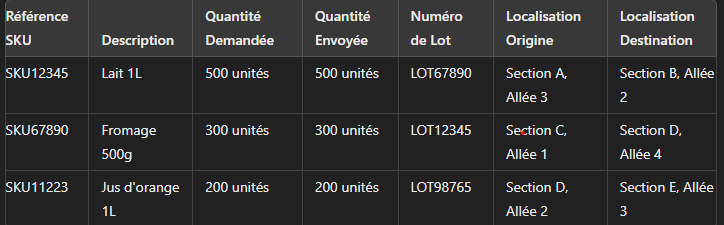 Référence SKU Description Quantité Demandée Quantité Envoyée Numéro de Lot Localisation Origine Localisation Destination
SKU12345 Lait 1L 500 unités 500 unités LOT67890 Section A, Allée 3 Section B, Allée 2
SKU67890 Fromage 500g 300 unités 300 unités LOT12345 Section C, Allée 1 Section D, Allée 4
SKU11223 Jus d'orange 1L 200 unités 200 unités LOT98765 Section D, Allée 2 Section E, Allée 3